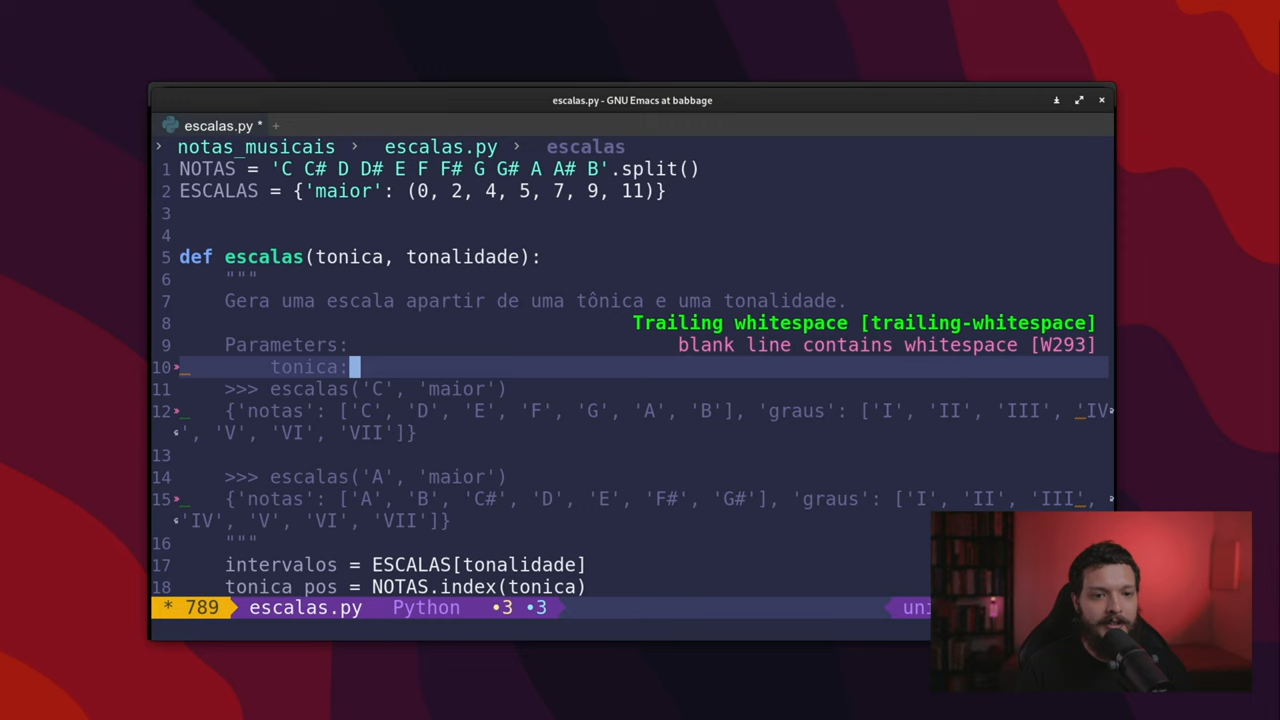 escalas.py - GNU Emacs at babbage
escalas.py * +
› notas_musicais › escalas.py › escalas
1 NOTAS = 'C C# D D# E F F# G G# A A# B'.split()
2 ESCALAS = {'maior': (0, 2, 4, 5, 7, 9, 11)}
3
4
5 def escalas(tonica, tonalidade):
6 """
7 Gera uma escala apartir de uma tônica e uma tonalidade.
8 Trailing whitespace [trailing-whitespace]
9 Parameters: blank line contains whitespace [W293]
10 tonica:
11 >>> escalas('C', 'maior')
12 {'notas': ['C', 'D', 'E', 'F', 'G', 'A', 'B'], 'graus': ['I', 'II', 'III', 'IV
', 'V', 'VI', 'VII']}
13
14 >>> escalas('A', 'maior')
15 {'notas': ['A', 'B', 'C#', 'D', 'E', 'F#', 'G#'], 'graus': ['I', 'II', 'III',
'IV', 'V', 'VI', 'VII']}
16 """
17 intervalos = ESCALAS[tonalidade]
18 tonica_pos = NOTAS.index(tonica)
* 789 escalas.py Python •3 •3 uni